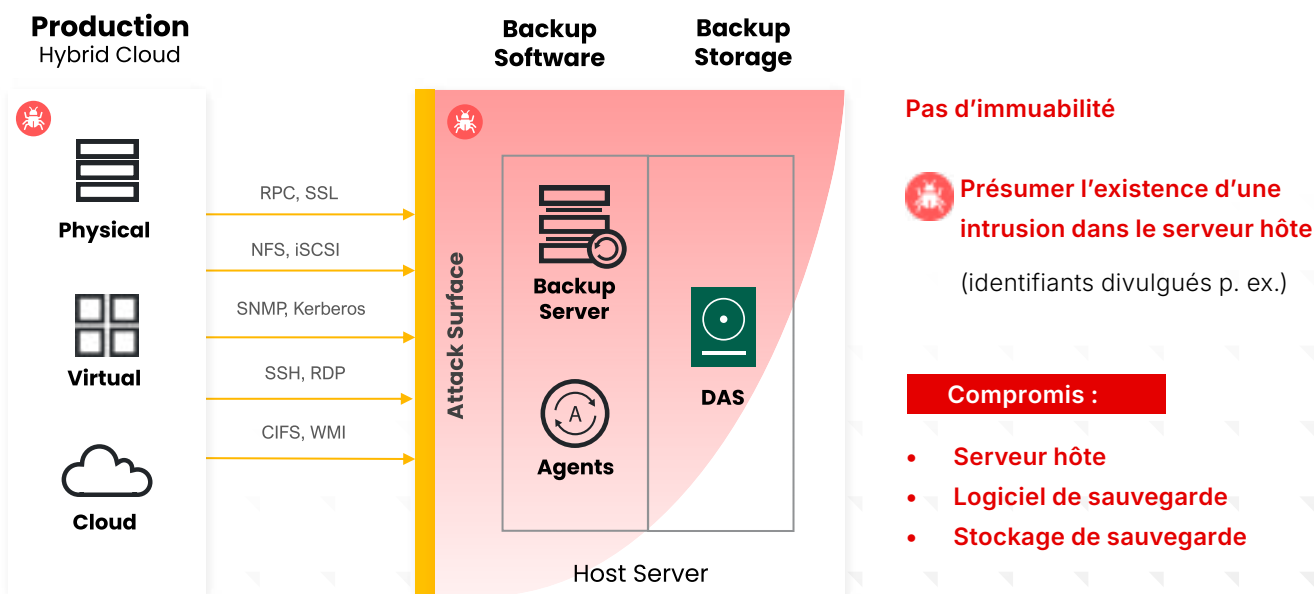 Production
Hybrid Cloud
Backup
Software
Backup
Storage
Physical
Virtual
Cloud
RPC, SSL
NFS, iSCSI
SNMP, Kerberos
SSH, RDP
CIFS, WMI
Attack Surface
Backup
Server
A
Agents
DAS
Host Server
Pas d’immuabilité
Présumer l’existence d’une
intrusion dans le serveur hôte
(identifiants divulgués p. ex.)
Compromis :
• Serveur hôte
• Logiciel de sauvegarde
• Stockage de sauvegarde